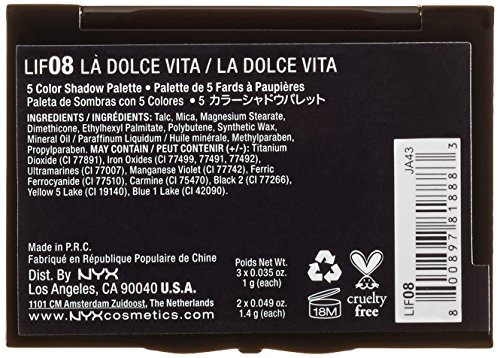 LIF08 LÀ DOLCE VITA / LA DOLCE VITA
5 Color Shadow Palette • Palette de 5 Fards à Paupières
Paleta de Sombras con 5 Colores • 5 カラーシャドウパレット
INGREDIENTS / INGRÉDIENTS: Talc, Mica, Magnesium Stearate,
Dimethicone, Ethylhexyl Palmitate, Polybutene, Synthetic Wax,
Mineral Oil / Paraffinum Liquidum / Huile minérale, Methylparaben,
Propylparaben. MAY CONTAIN / PEUT CONTENIR (+/-): Titanium
Dioxide (CI 77891), Iron Oxides (CI 77499, 77491, 77492),
Ultramarines (CI 77007), Manganese Violet (CI 77742), Ferric
Ferrocyanide (CI 77510), Carmine (CI 75470), Black 2 (CI 77266),
Yellow 5 Lake (CI 19140), Blue 1 Lake (CI 42090).
Made in P.R.C.
Fabriqué en République Populaire de Chine
Dist. By NYX
Los Angeles, CA 90040 U.S.A.
1101 CM Amsterdam Zuidoost, The Netherlands
www.NYXcosmetics.com
Poids Net Wt.
3 x 0.035 oz.
1 g (each)
2 x 0.049 oz.
1.4 g (each)
18M
cruelty
free
JA43
8 00897 81888 3
LIF08